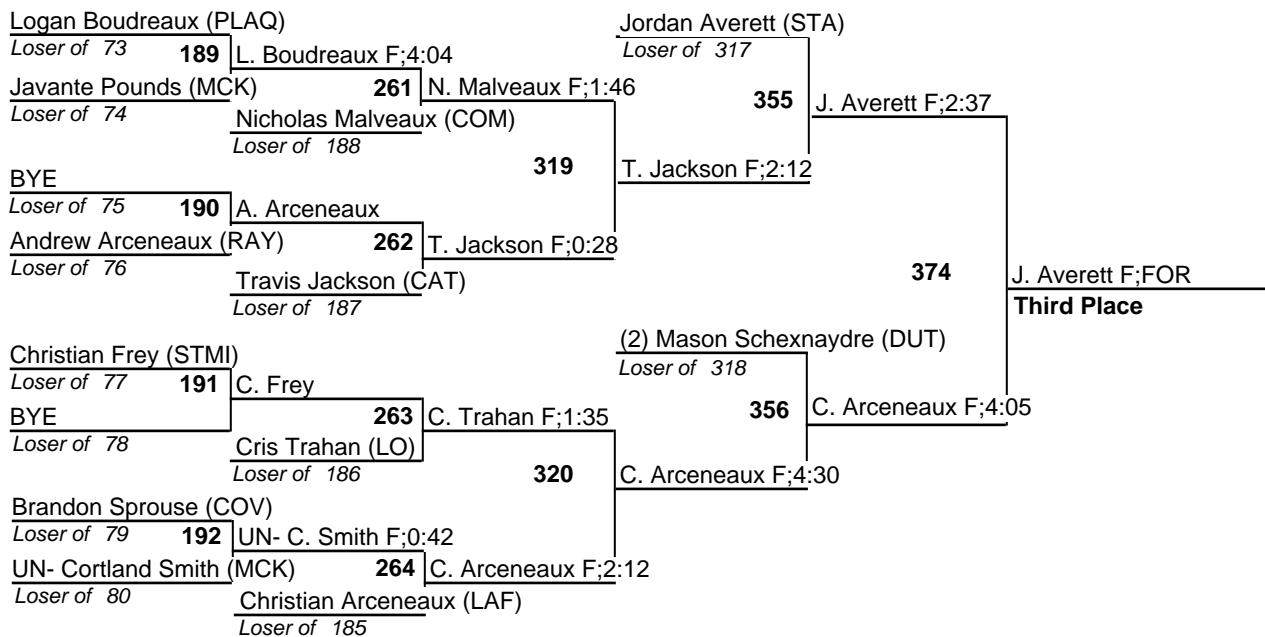 Logan Boudreaux (PLAQ)
Loser of 73
189
L. Boudreaux F;4:04
Javante Pounds (MCK)
Loser of 74
261
N. Malveaux F;1:46
Nicholas Malveaux (COM)
Loser of 188
319
T. Jackson F;2:12
BYE
Loser of 75
190
A. Arceneaux
Andrew Arceneaux (RAY)
Loser of 76
262
T. Jackson F;0:28
Travis Jackson (CAT)
Loser of 187
Jordan Averett (STA)
Loser of 317
355
J. Averett F;2:37
374
J. Averett F;FOR
Third Place
Christian Frey (STMI)
Loser of 77
191
C. Frey
BYE
Loser of 78
263
C. Trahan F;1:35
Cris Trahan (LO)
Loser of 186
320
C. Arceneaux F;4:30
Brandon Sprouse (COV)
Loser of 79
192
UN- C. Smith F;0:42
UN- Cortland Smith (MCK)
Loser of 80
264
C. Arceneaux F;2:12
Christian Arceneaux (LAF)
Loser of 185
(2) Mason Schexnaydre (DUT)
Loser of 318
356
C. Arceneaux F;4:05